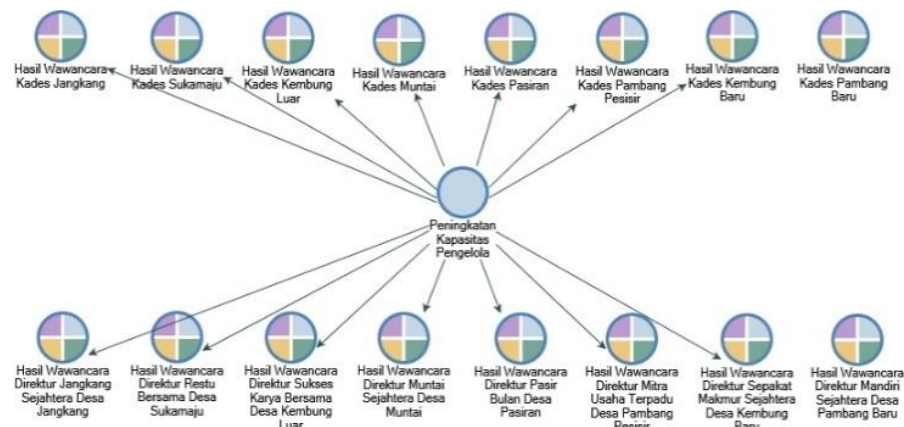 Hasil Wawancara
Kades Jangkang
Hasil Wawancara
Kades Sukamaju
Hasil Wawancara
Kades Kembung
Luar
Hasil Wawancara
Kades Muntai
Hasil Wawancara
Kades Pasiran
Hasil Wawancara
Kades Pambang
Pesisir
Hasil Wawancara
Kades Kembung
Baru
Hasil Wawancara
Kades Pambang
Baru
Peningkatan
Kapasitas
Pengelola
Hasil Wawancara
Direktur Jangkang
Sejahtera Desa
Jangkang
Hasil Wawancara
Direktur Restu
Bersama Desa
Sukamaju
Hasil Wawancara
Direktur Sukses
Karya Bersama
Desa Kembung
Luar
Hasil Wawancara
Direktur Muntai
Sejahtera Desa
Muntai
Hasil Wawancara
Direktur Pasir
Bulan Desa
Pasiran
Hasil Wawancara
Direktur Mitra
Usaha Terpadu
Desa Pambang
Pesisir
Hasil Wawancara
Direktur Sepakat
Makmur Sejahtera
Desa Kembung
Baru
Hasil Wawancara
Direktur Mandiri
Sejahtera Desa
Pambang Baru